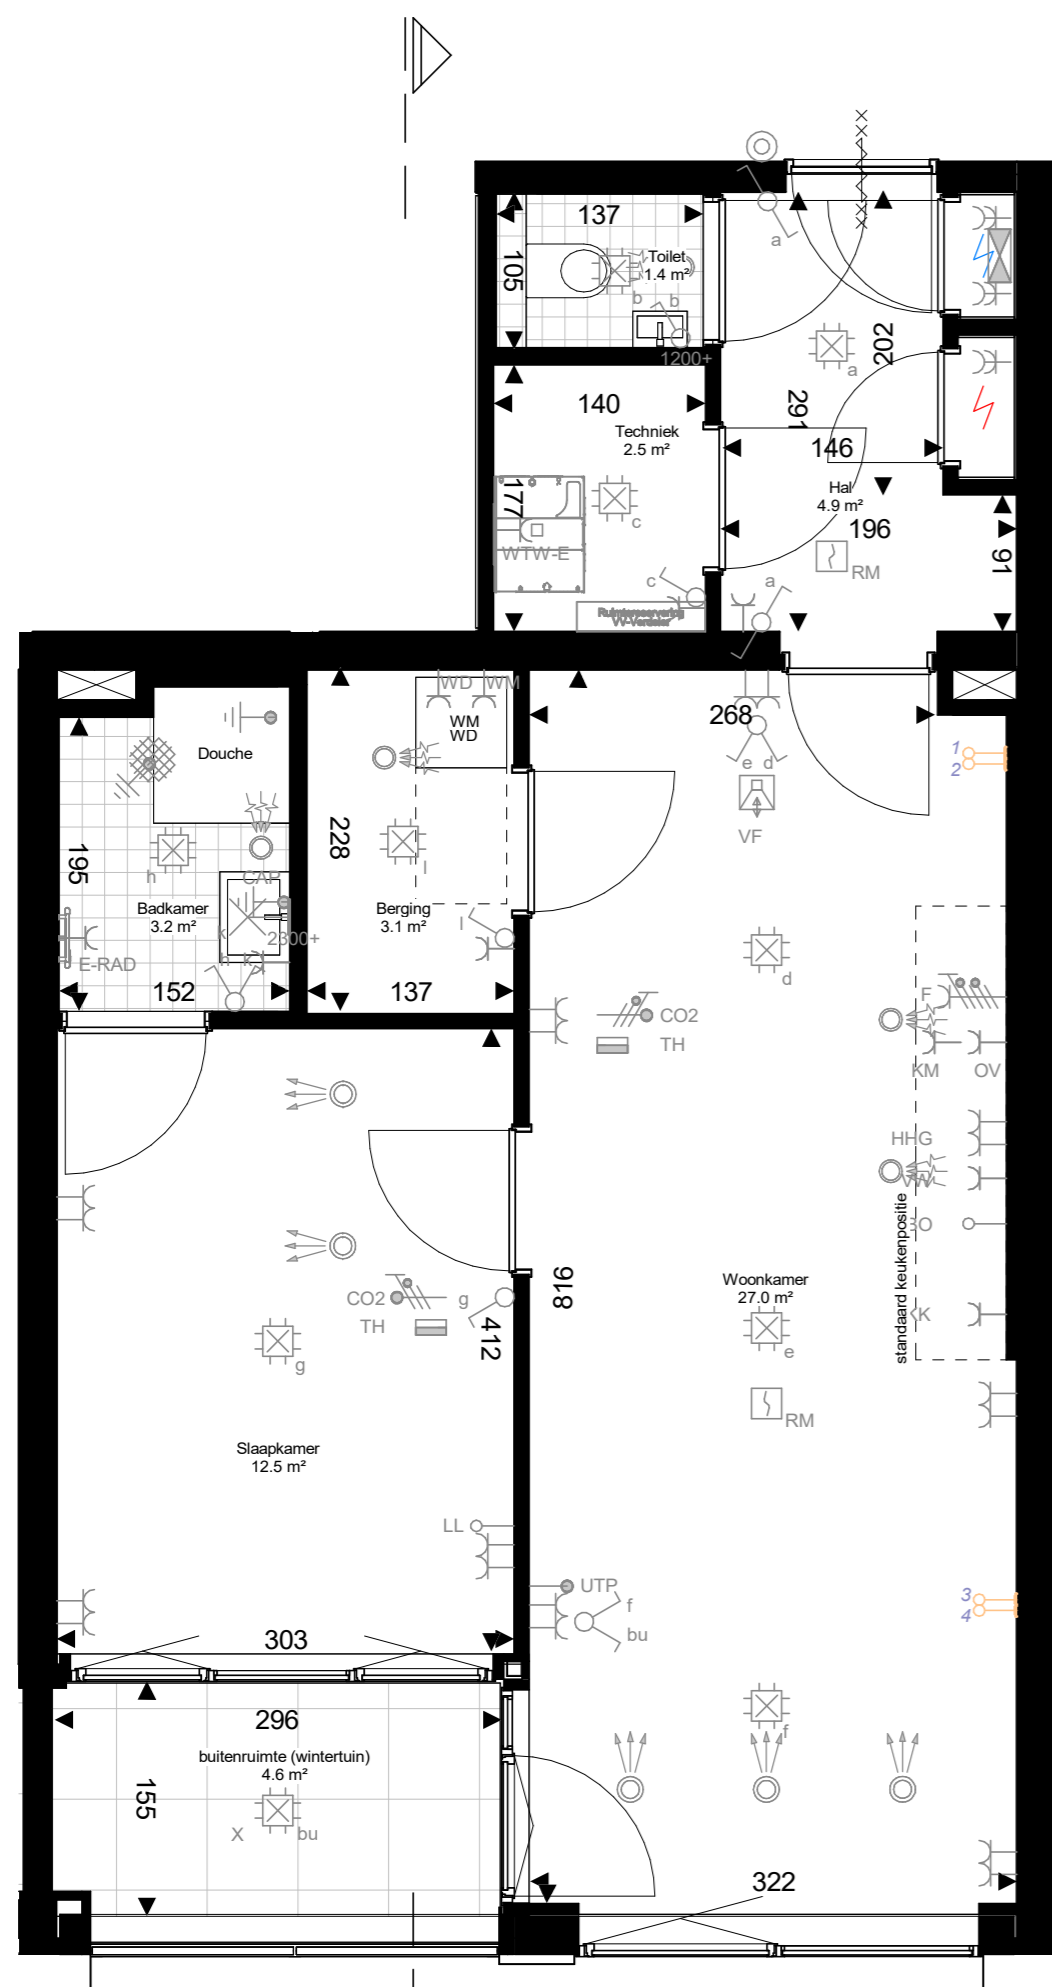 137
105
Toilet
1.4 m²
b
b
1200+
a
a
202
291
140
Techniek
2.5 m²
146
Hal
4.9 m²
177
c
WTW-E
196
91
RM
c
a
Ruimtereservering
VV-Verdeler
WD
WM
WM
WD
268
1
2
Douche
e
d
VF
228
195
h
CAP
l
Badkamer
3.2 m²
Berging
3.1 m²
l
2300+
h
k
E-RAD
d
152
137
F
CO2
TH
KM
OV
HHG
VW
standaard keukenpositie
CO2
g
TH
412
816
Woonkamer
27.0 m²
e
g
RM
Slaapkamer
12.5 m²
LL
UTP
f
bu
3
4
303
296
f
buitenruimte (wintertuin)
4.6 m²
155
X
bu
322